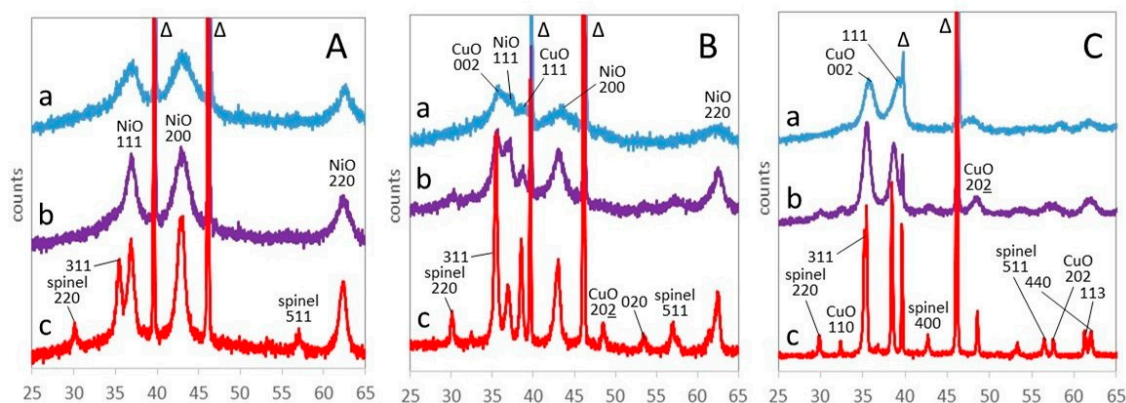 Δ
Δ
A
a
NiO
111
NiO
200
NiO
220
b
311
spinel
220
spinel
511
c
counts
25 30 35 40 45 50 55 60 65
Δ
Δ
B
CuO
002
NiO
111
CuO
111
NiO
200
NiO
220
a
b
311
spinel
220
CuO
202
020
spinel
511
c
counts
25 30 35 40 45 50 55 60 65
111
Δ
Δ
C
CuO
002
a
b
CuO
202
311
spinel
220
CuO
110
spinel
400
spinel
511
440
CuO
202
113
c
counts
25 30 35 40 45 50 55 60 65